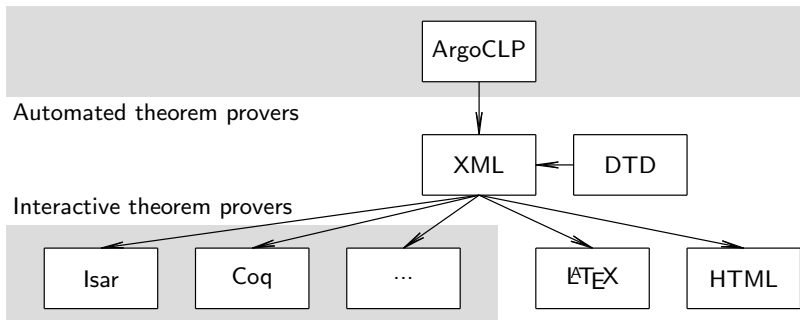 ArgoCLP
Automated theorem provers
XML
DTD
Interactive theorem provers
Isar
Coq
...
LATEX
HTML